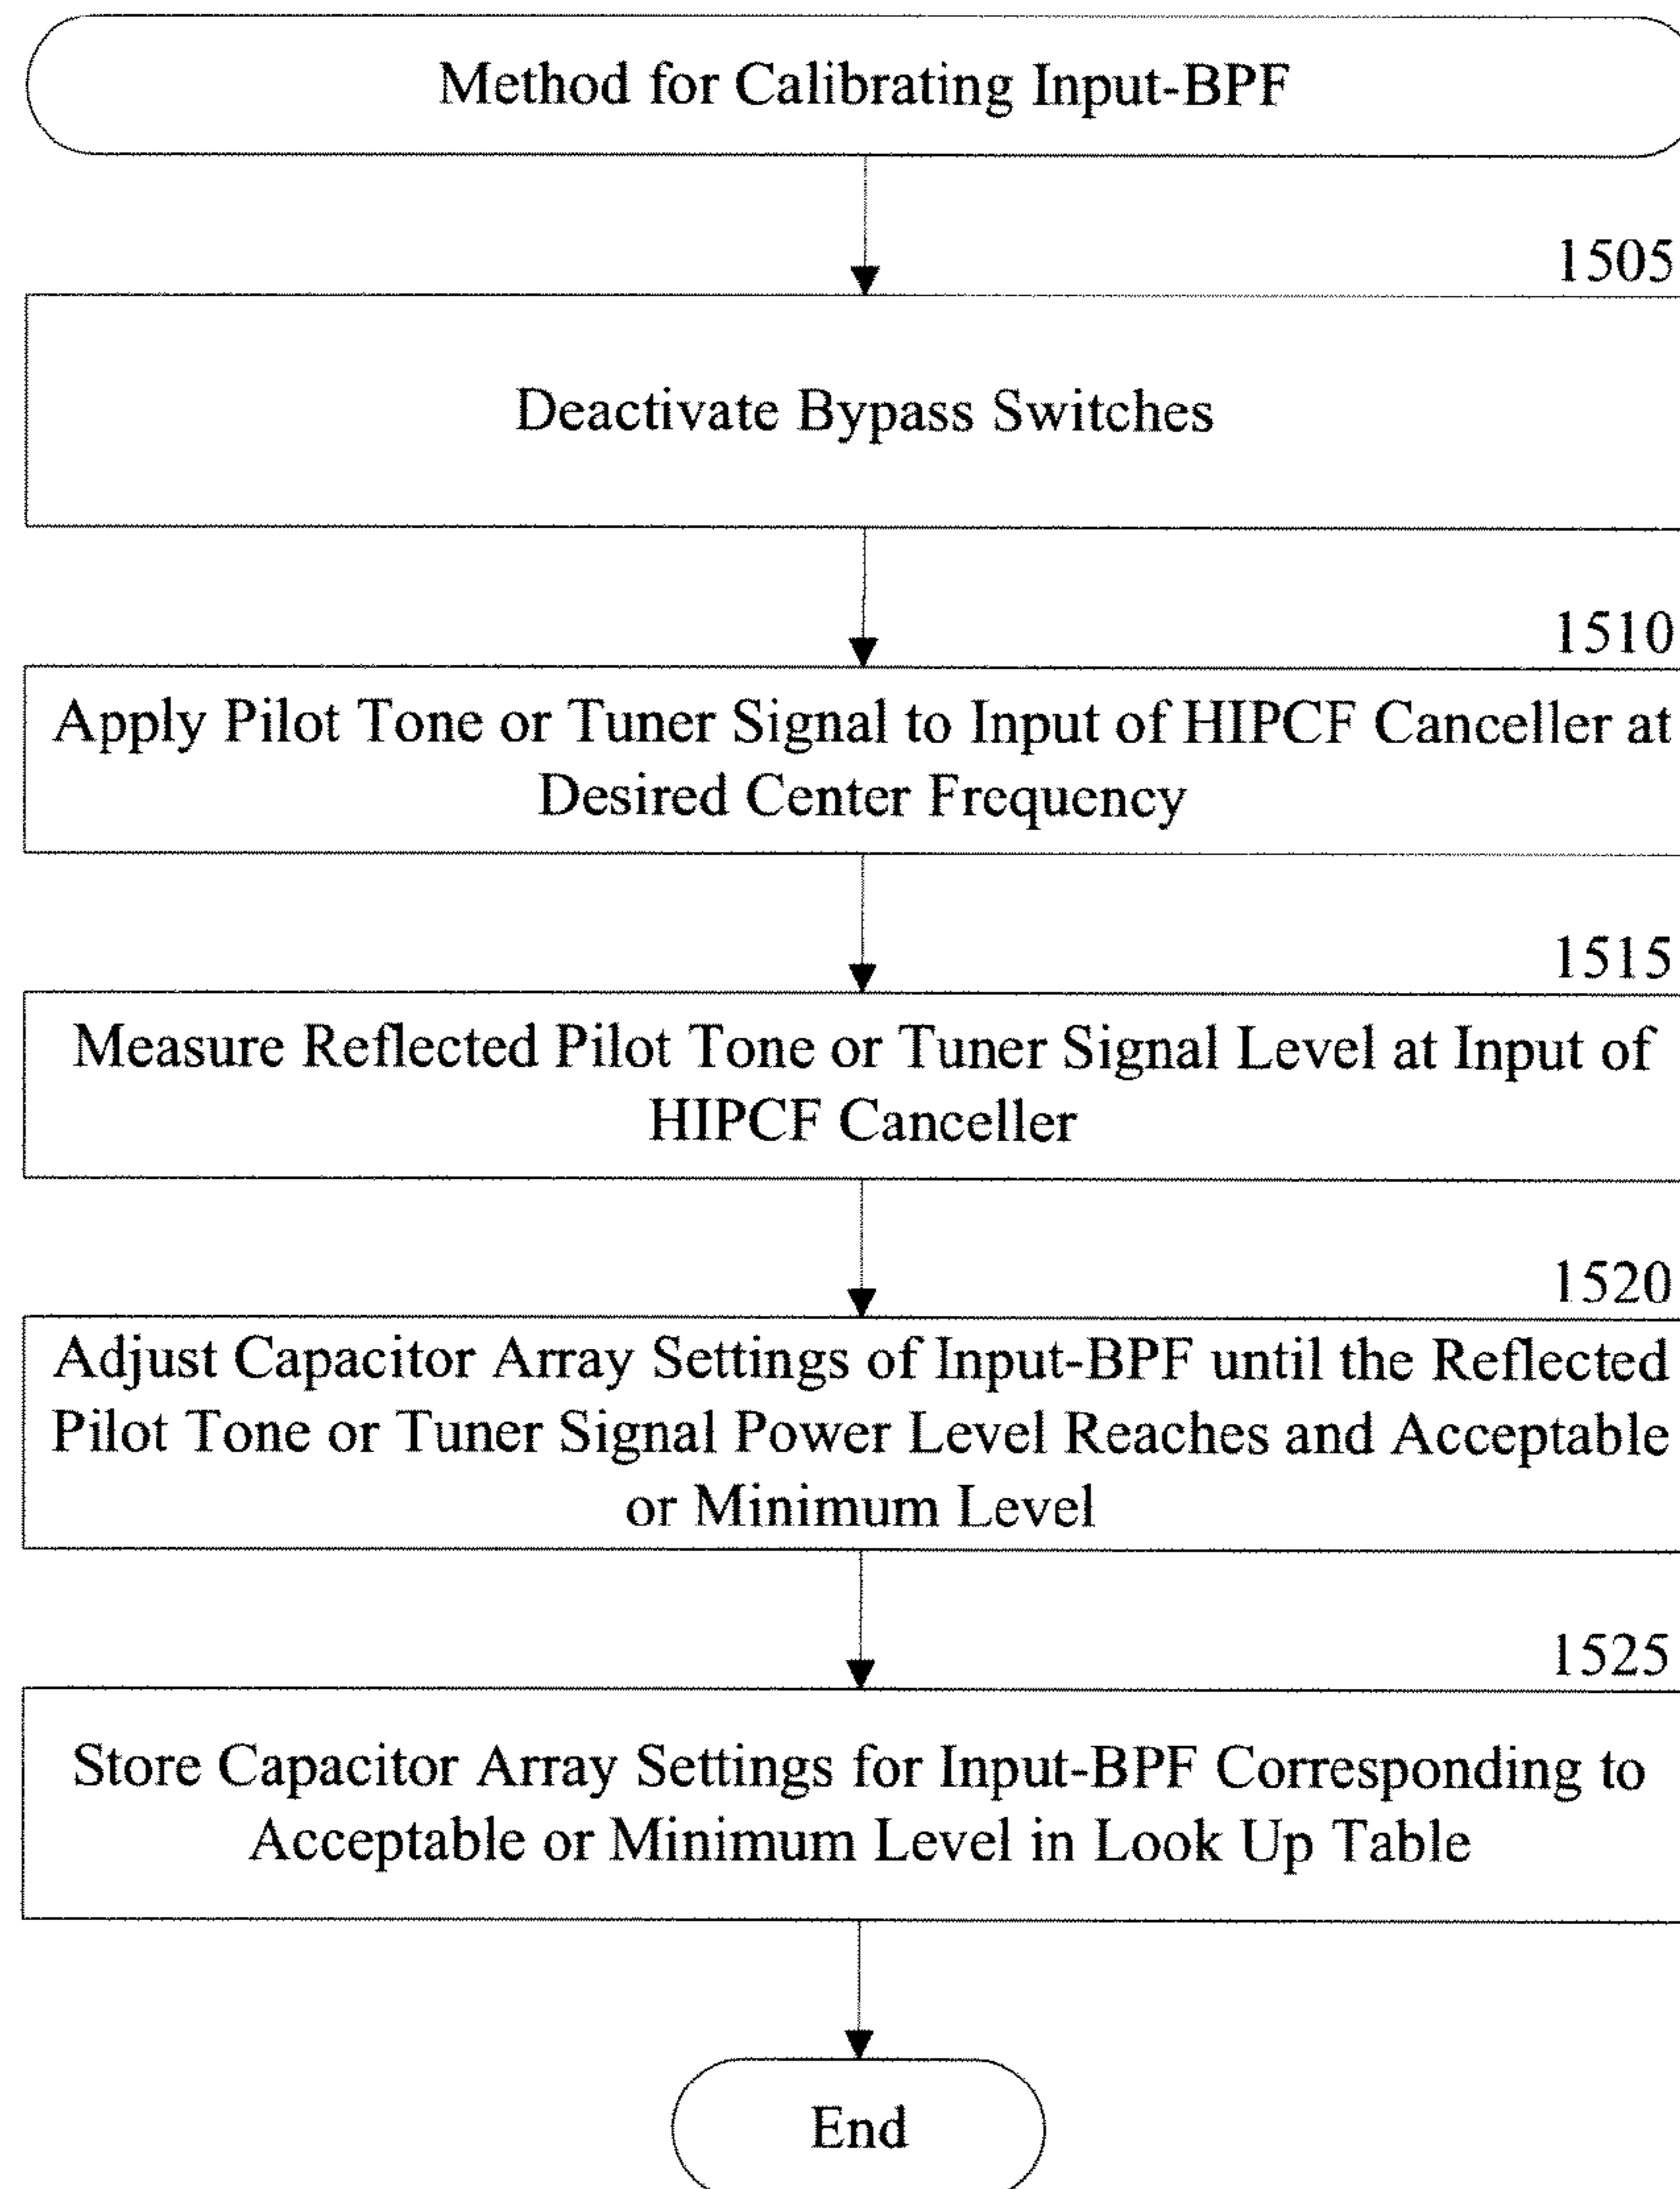 Method for Calibrating Input-BPF
1505
Deactivate Bypass Switches
1510
Apply Pilot Tone or Tuner Signal to Input of HIPCF Canceller at
Desired Center Frequency
1515
Measure Reflected Pilot Tone or Tuner Signal Level at Input of
HIPCF Canceller
1520
Adjust Capacitor Array Settings of Input-BPF until the Reflected
Pilot Tone or Tuner Signal Power Level Reaches and Acceptable
or Minimum Level
1525
Store Capacitor Array Settings for Input-BPF Corresponding to
Acceptable or Minimum Level in Look Up Table
End